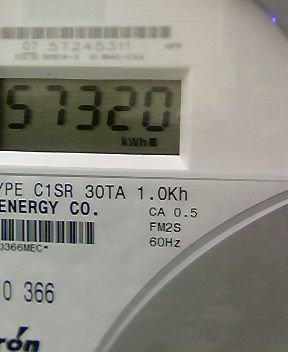 07 57245311
57320
kWh
YPE C1SR 30TA 1.0Kh
ENERGY CO.
CA 0.5
FM2S
60Hz
0366MEC*
0 366
rón